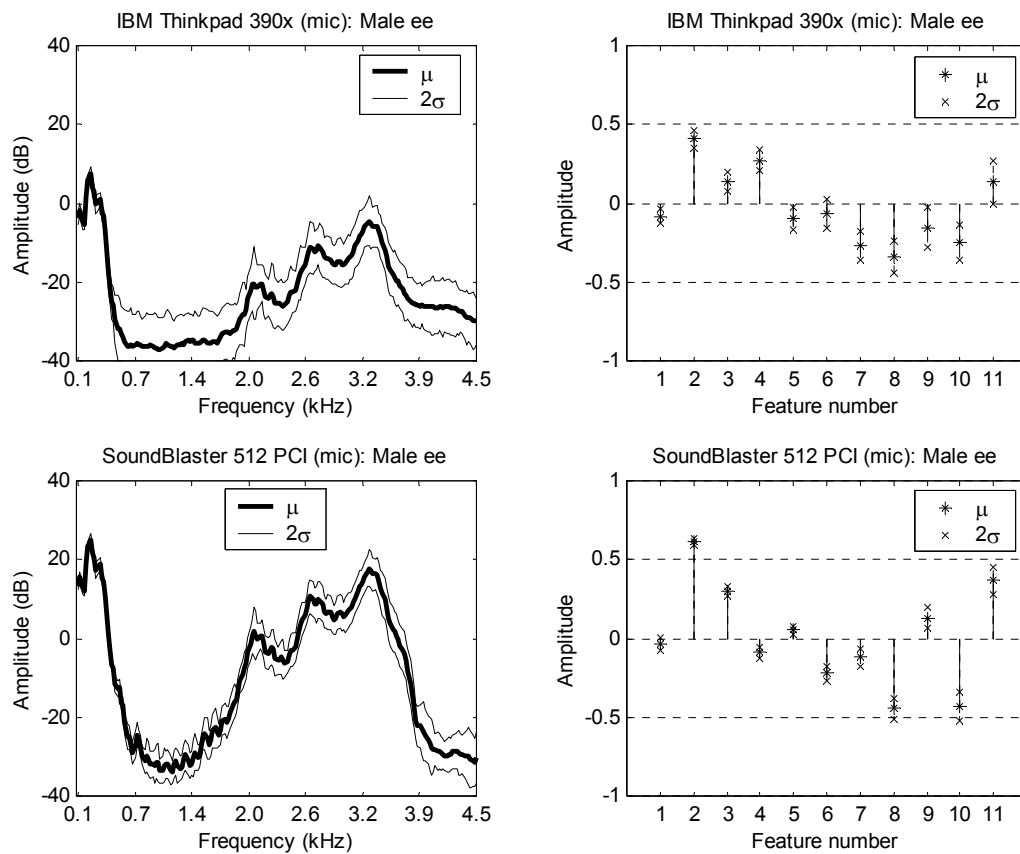 IBM Thinkpad 390x (mic): Male ee
40
20
0
-20
-40
Amplitude (dB)
μ
2σ
0.1 0.7 1.4 2.0 2.6 3.2 3.9 4.5
Frequency (kHz)
IBM Thinkpad 390x (mic): Male ee
1
0.5
0
-0.5
-1
Amplitude
μ
2σ
1 2 3 4 5 6 7 8 9 10 11
Feature number
SoundBlaster 512 PCI (mic): Male ee
40
20
0
-20
-40
Amplitude (dB)
μ
2σ
0.1 0.7 1.4 2.0 2.6 3.2 3.9 4.5
Frequency (kHz)
SoundBlaster 512 PCI (mic): Male ee
1
0.5
0
-0.5
-1
Amplitude
μ
2σ
1 2 3 4 5 6 7 8 9 10 11
Feature number